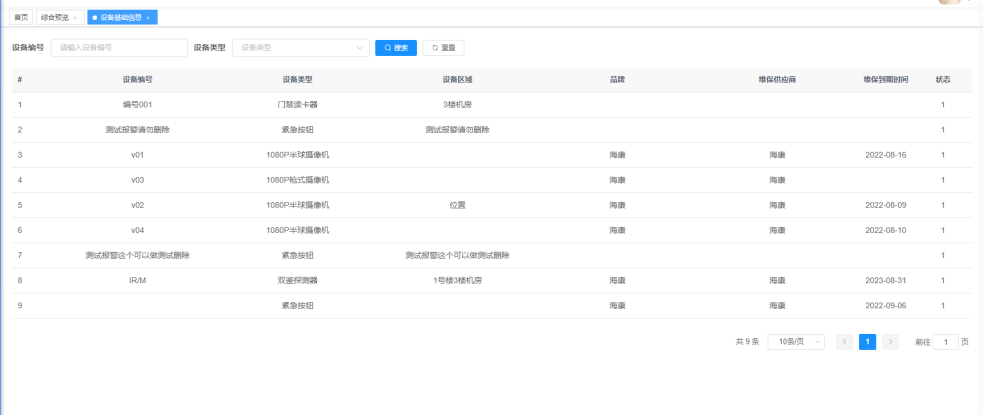 首页 综合预览 × 设备基础信息 ×
设备编号 请输入设备编号 设备类型 设备类型 搜索 重置
# 设备编号 设备类型 设备区域 品牌 维保供应商 维保到期时间 状态
1 编号001 门禁读卡器 3楼机房 1
2 测试报警请勿删除 紧急按钮 测试报警请勿删除 1
3 v01 1080P半球摄像机 海康 海康 2022-08-16 1
4 v03 1080P枪式摄像机 海康 海康 1
5 v02 1080P半球摄像机 位置 海康 海康 2022-08-09 1
6 v04 1080P半球摄像机 海康 海康 2022-08-10 1
7 测试报警这个可以做测试删除 紧急按钮 测试报警这个可以做测试删除 1
8 IR/M 双鉴探测器 1号楼3楼机房 海康 海康 2023-08-31 1
9 紧急按钮 海康 海康 2022-09-06 1
共 9 条 10条/页 < 1 > 前往 1 页